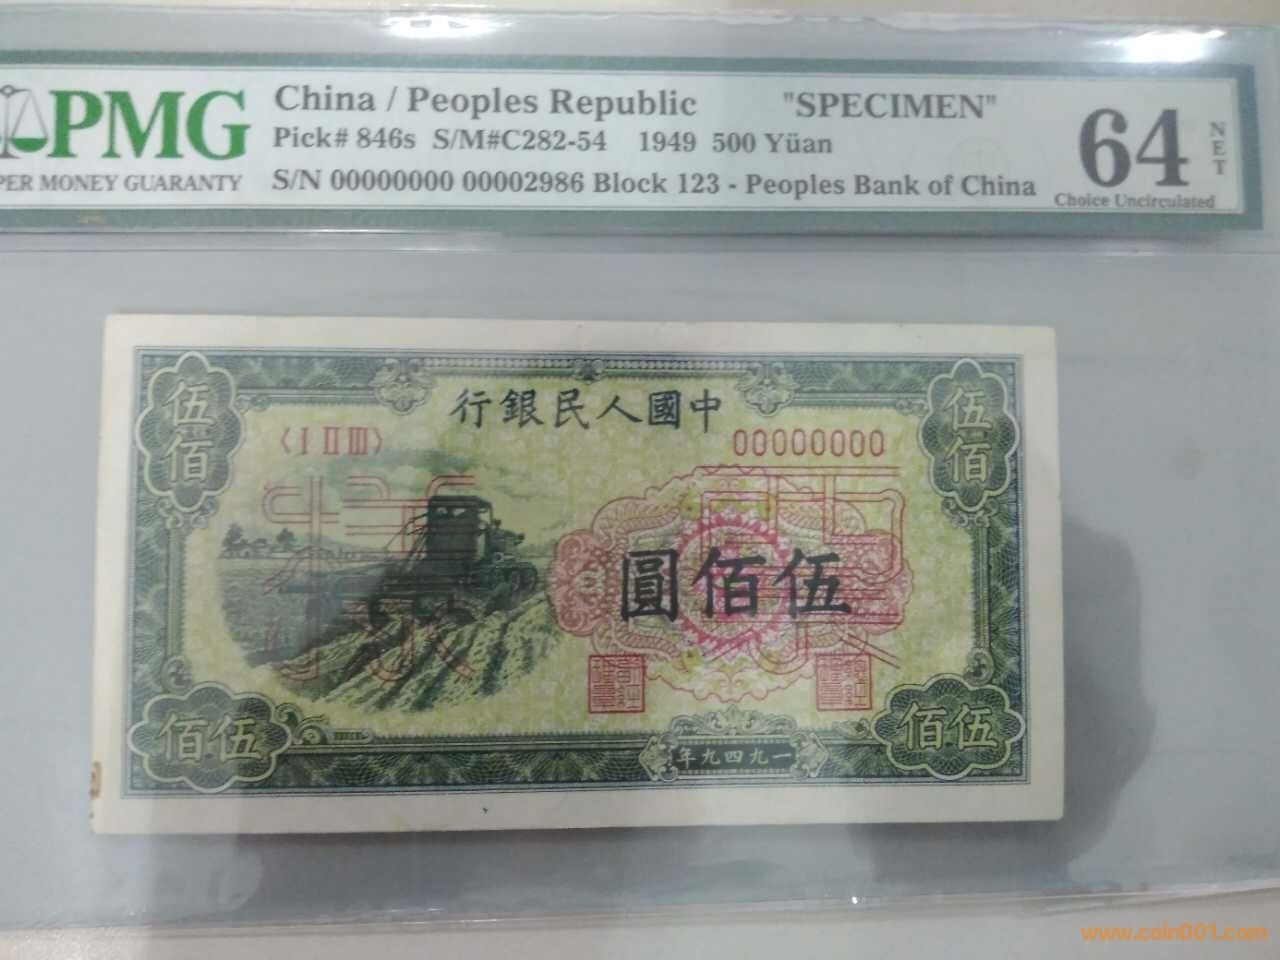 PMG
PER MONEY GUARANTY
China / Peoples Republic "SPECIMEN"
Pick# 846s S/M#C282-54 1949 500 Yüan
S/N 00000000 00002986 Block 123 - Peoples Bank of China
64
NET
Choice Uncirculated
行銀民人國中
伍佰
伍佰
〈I II III〉
00000000
特
票
圓佰伍
佰伍
佰伍
年九四九一
www.coin001.com